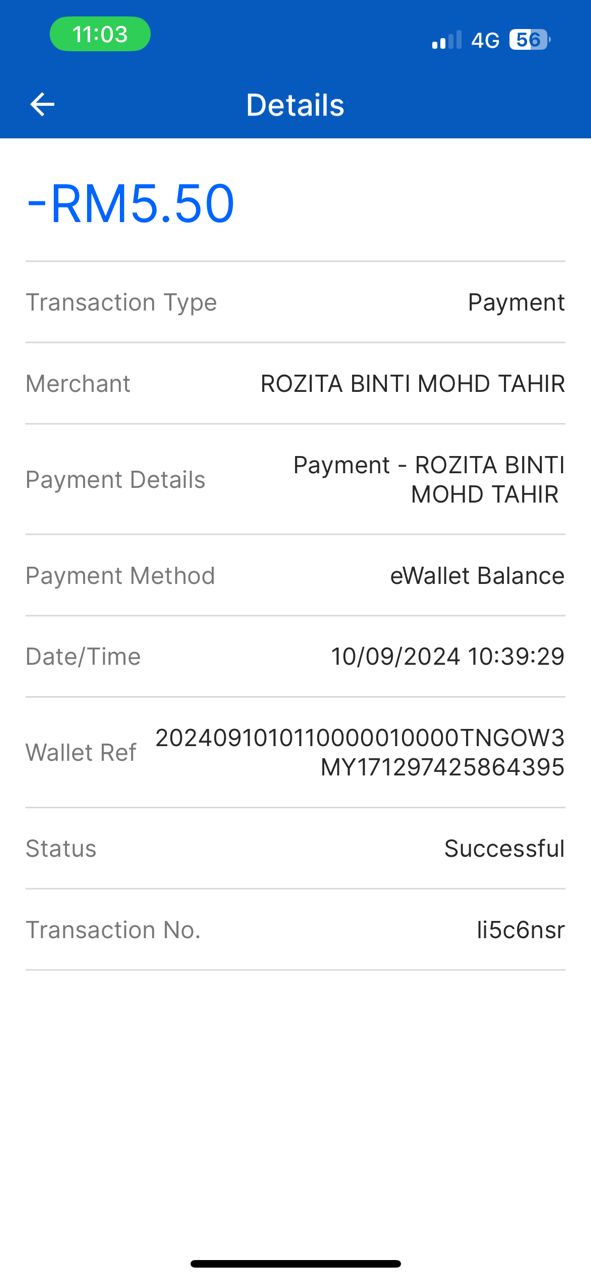 11:03
4G 56
Details
-RM5.50
Transaction Type Payment
Merchant ROZITA BINTI MOHD TAHIR
Payment Details Payment - ROZITA BINTI
MOHD TAHIR
Payment Method eWallet Balance
Date/Time 10/09/2024 10:39:29
Wallet Ref 2024091010110000010000TNGOW3
MY171297425864395
Status Successful
Transaction No. li5c6nsr